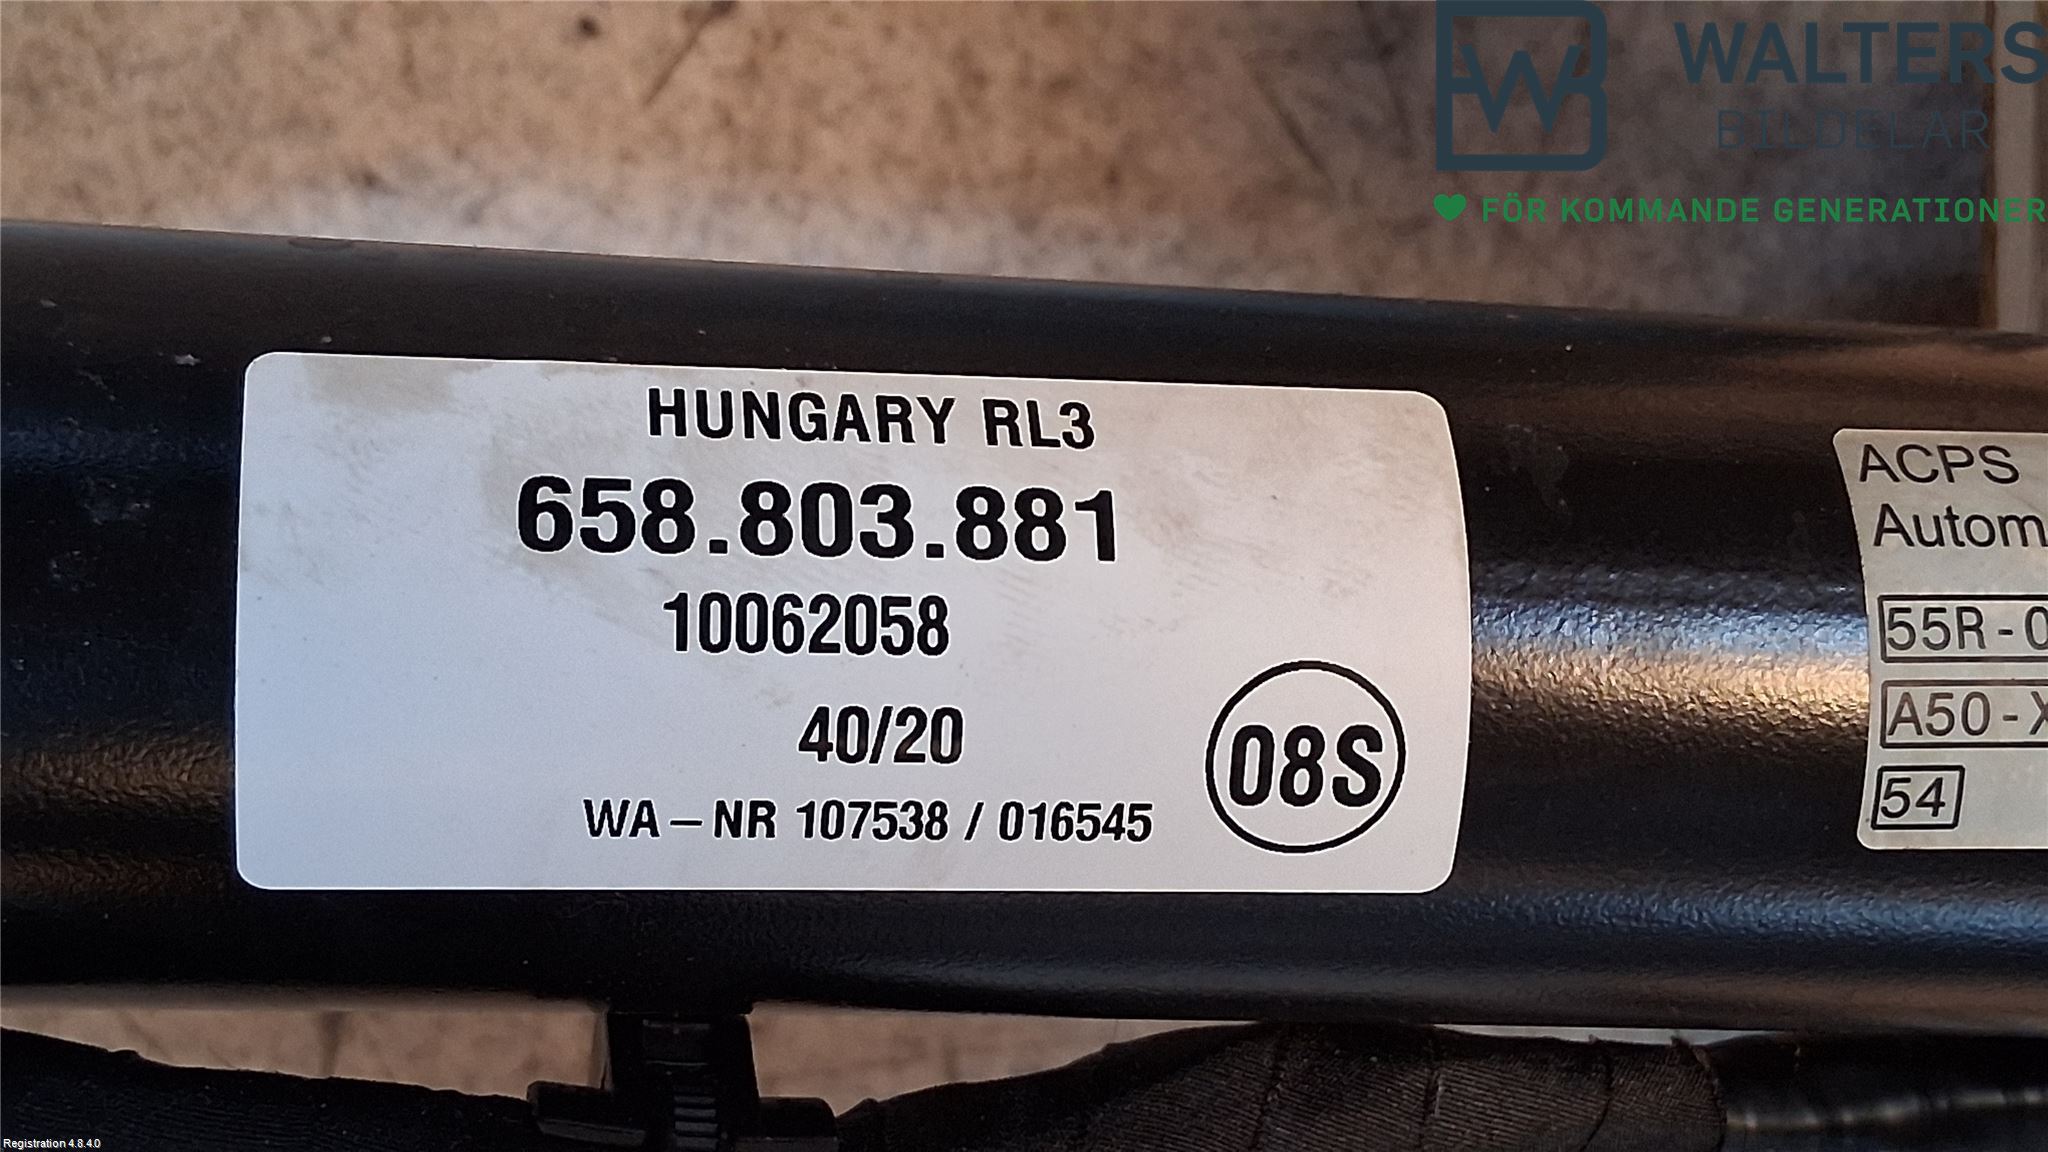 WALTERS
BILDELAR
FÖR KOMMANDE GENERATIONER
HUNGARY RL3
658.803.881
10062058
40/20
WA-NR 107538 / 016545
08S
ACPS
Autom
55R-0
A50-X
54
Registration 4.8.4.0